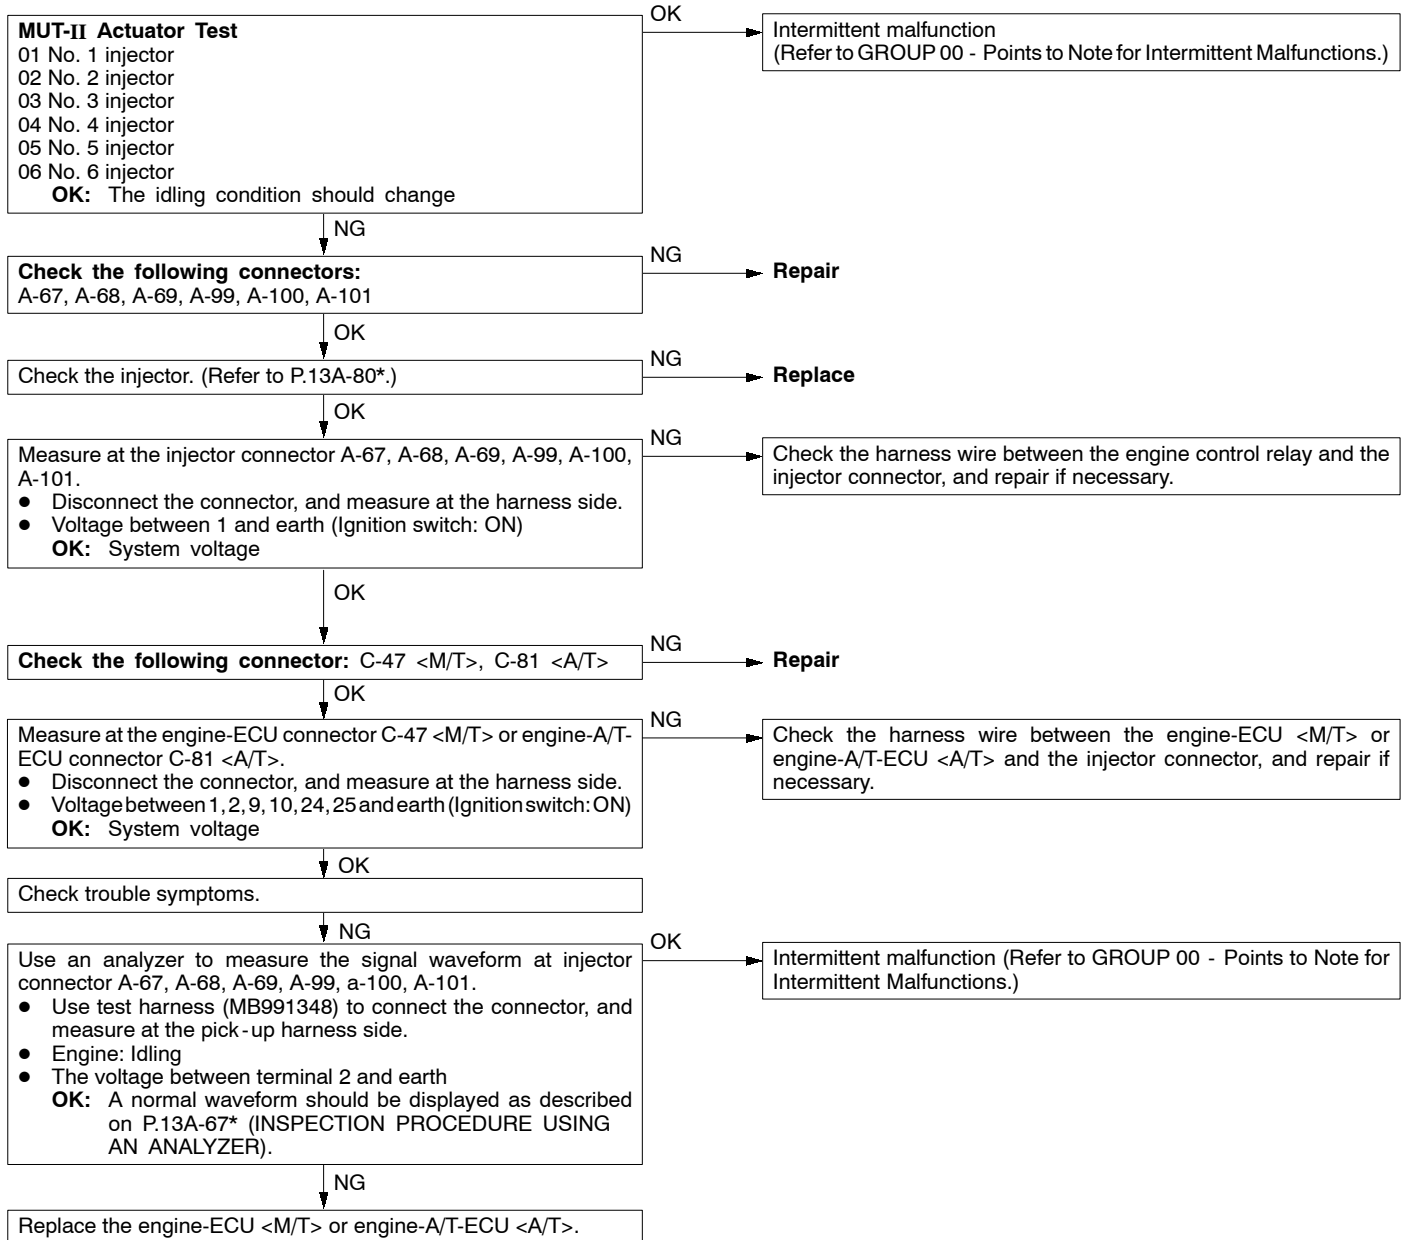 MUT-II Actuator Test
01 No. 1 injector
02 No. 2 injector
03 No. 3 injector
04 No. 4 injector
05 No. 5 injector
06 No. 6 injector
OK: The idling condition should change
OK
Intermittent malfunction
(Refer to GROUP 00 - Points to Note for Intermittent Malfunctions.)
NG
Check the following connectors:
A-67, A-68, A-69, A-99, A-100, A-101
NG
Repair
OK
Check the injector. (Refer to P.13A-80*.)
NG
Replace
OK
Measure at the injector connector A-67, A-68, A-69, A-99, A-100,
A-101.
● Disconnect the connector, and measure at the harness side.
● Voltage between 1 and earth (Ignition switch: ON)
OK: System voltage
NG
Check the harness wire between the engine control relay and the
injector connector, and repair if necessary.
OK
Check the following connector: C-47 <M/T>, C-81 <A/T>
NG
Repair
OK
Measure at the engine-ECU connector C-47 <M/T> or engine-A/T-
ECU connector C-81 <A/T>.
● Disconnect the connector, and measure at the harness side.
● Voltage between 1, 2, 9, 10, 24, 25 and earth (Ignition switch: ON)
OK: System voltage
NG
Check the harness wire between the engine-ECU <M/T> or
engine-A/T-ECU <A/T> and the injector connector, and repair if
necessary.
OK
Check trouble symptoms.
NG
Use an analyzer to measure the signal waveform at injector
connector A-67, A-68, A-69, A-99, a-100, A-101.
● Use test harness (MB991348) to connect the connector, and
measure at the pick-up harness side.
● Engine: Idling
● The voltage between terminal 2 and earth
OK: A normal waveform should be displayed as described
on P.13A-67* (INSPECTION PROCEDURE USING
AN ANALYZER).
OK
Intermittent malfunction (Refer to GROUP 00 - Points to Note for
Intermittent Malfunctions.)
NG
Replace the engine-ECU <M/T> or engine-A/T-ECU <A/T>.